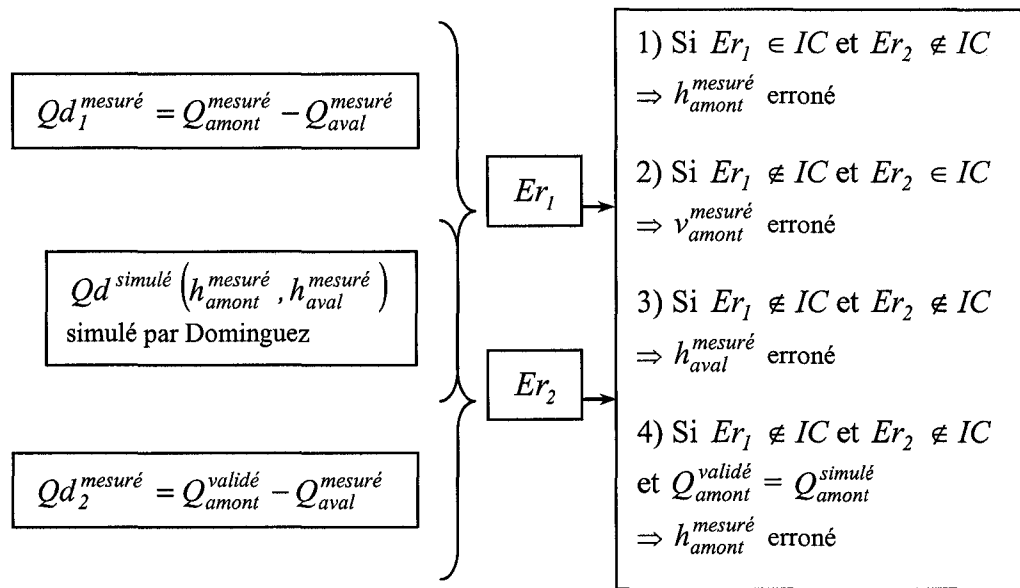 Qd_1^{mesuré} = Q_{amont}^{mesuré} − Q_{aval}^{mesuré}
Qd^{simulé} (h_{amont}^{mesuré}, h_{aval}^{mesuré})
simulé par Dominguez
Qd_2^{mesuré} = Q_{amont}^{validé} − Q_{aval}^{mesuré}
Er_1
Er_2
1) Si Er_1 ∈ IC et Er_2 ∉ IC
⇒ h_{amont}^{mesuré} erroné
2) Si Er_1 ∉ IC et Er_2 ∈ IC
⇒ v_{amont}^{mesuré} erroné
3) Si Er_1 ∉ IC et Er_2 ∉ IC
⇒ h_{aval}^{mesuré} erroné
4) Si Er_1 ∉ IC et Er_2 ∉ IC
et Q_{amont}^{validé} = Q_{amont}^{simulé}
⇒ h_{amont}^{mesuré} erroné